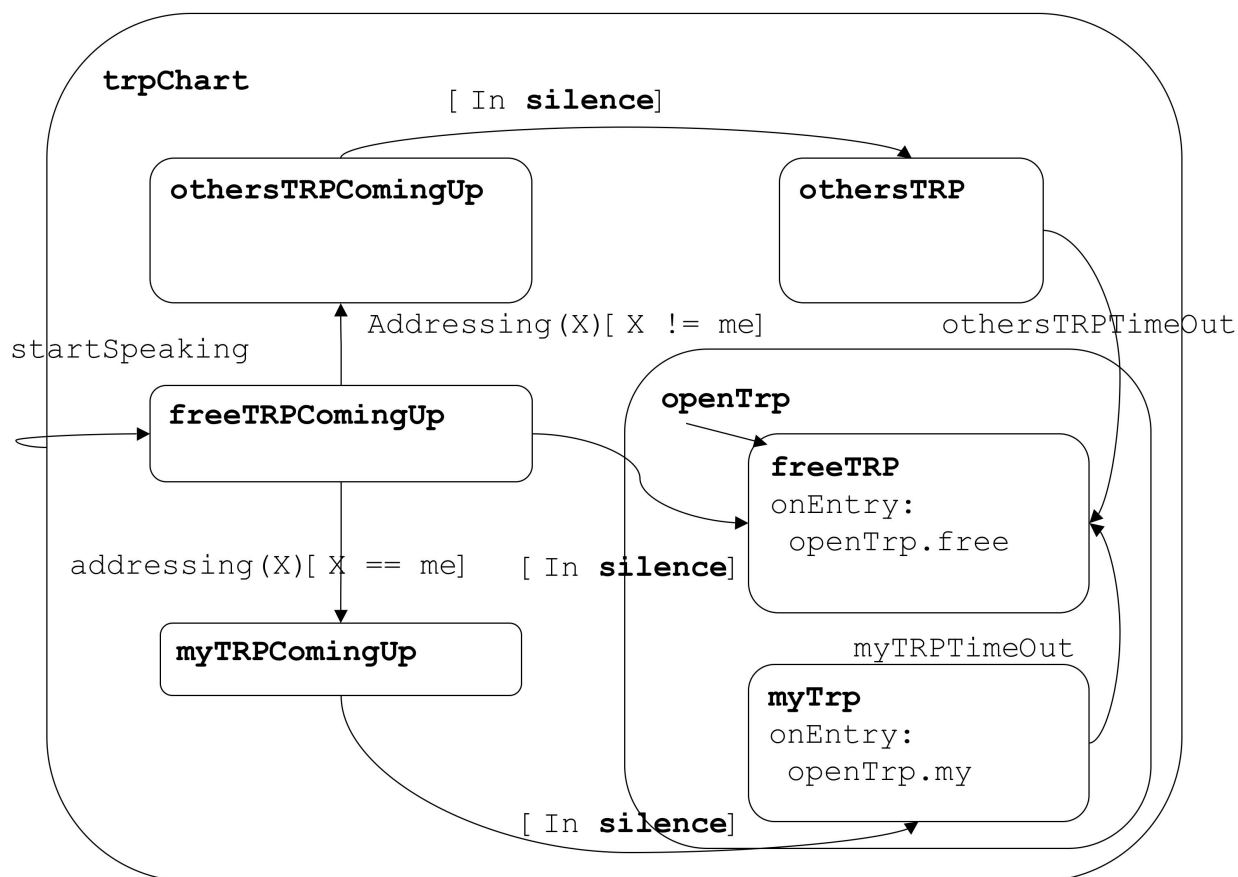 trpChart
[ In silence]
othersTRPComingUp
othersTRP
Addressing(X)[ X != me]
othersTRPTimeOut
startSpeaking
openTrp
freeTRPComingUp
freeTRP
onEntry:
openTrp.free
addressing(X)[ X == me]
[ In silence]
myTRPComingUp
myTRPTimeOut
myTrp
onEntry:
openTrp.my
[ In silence]